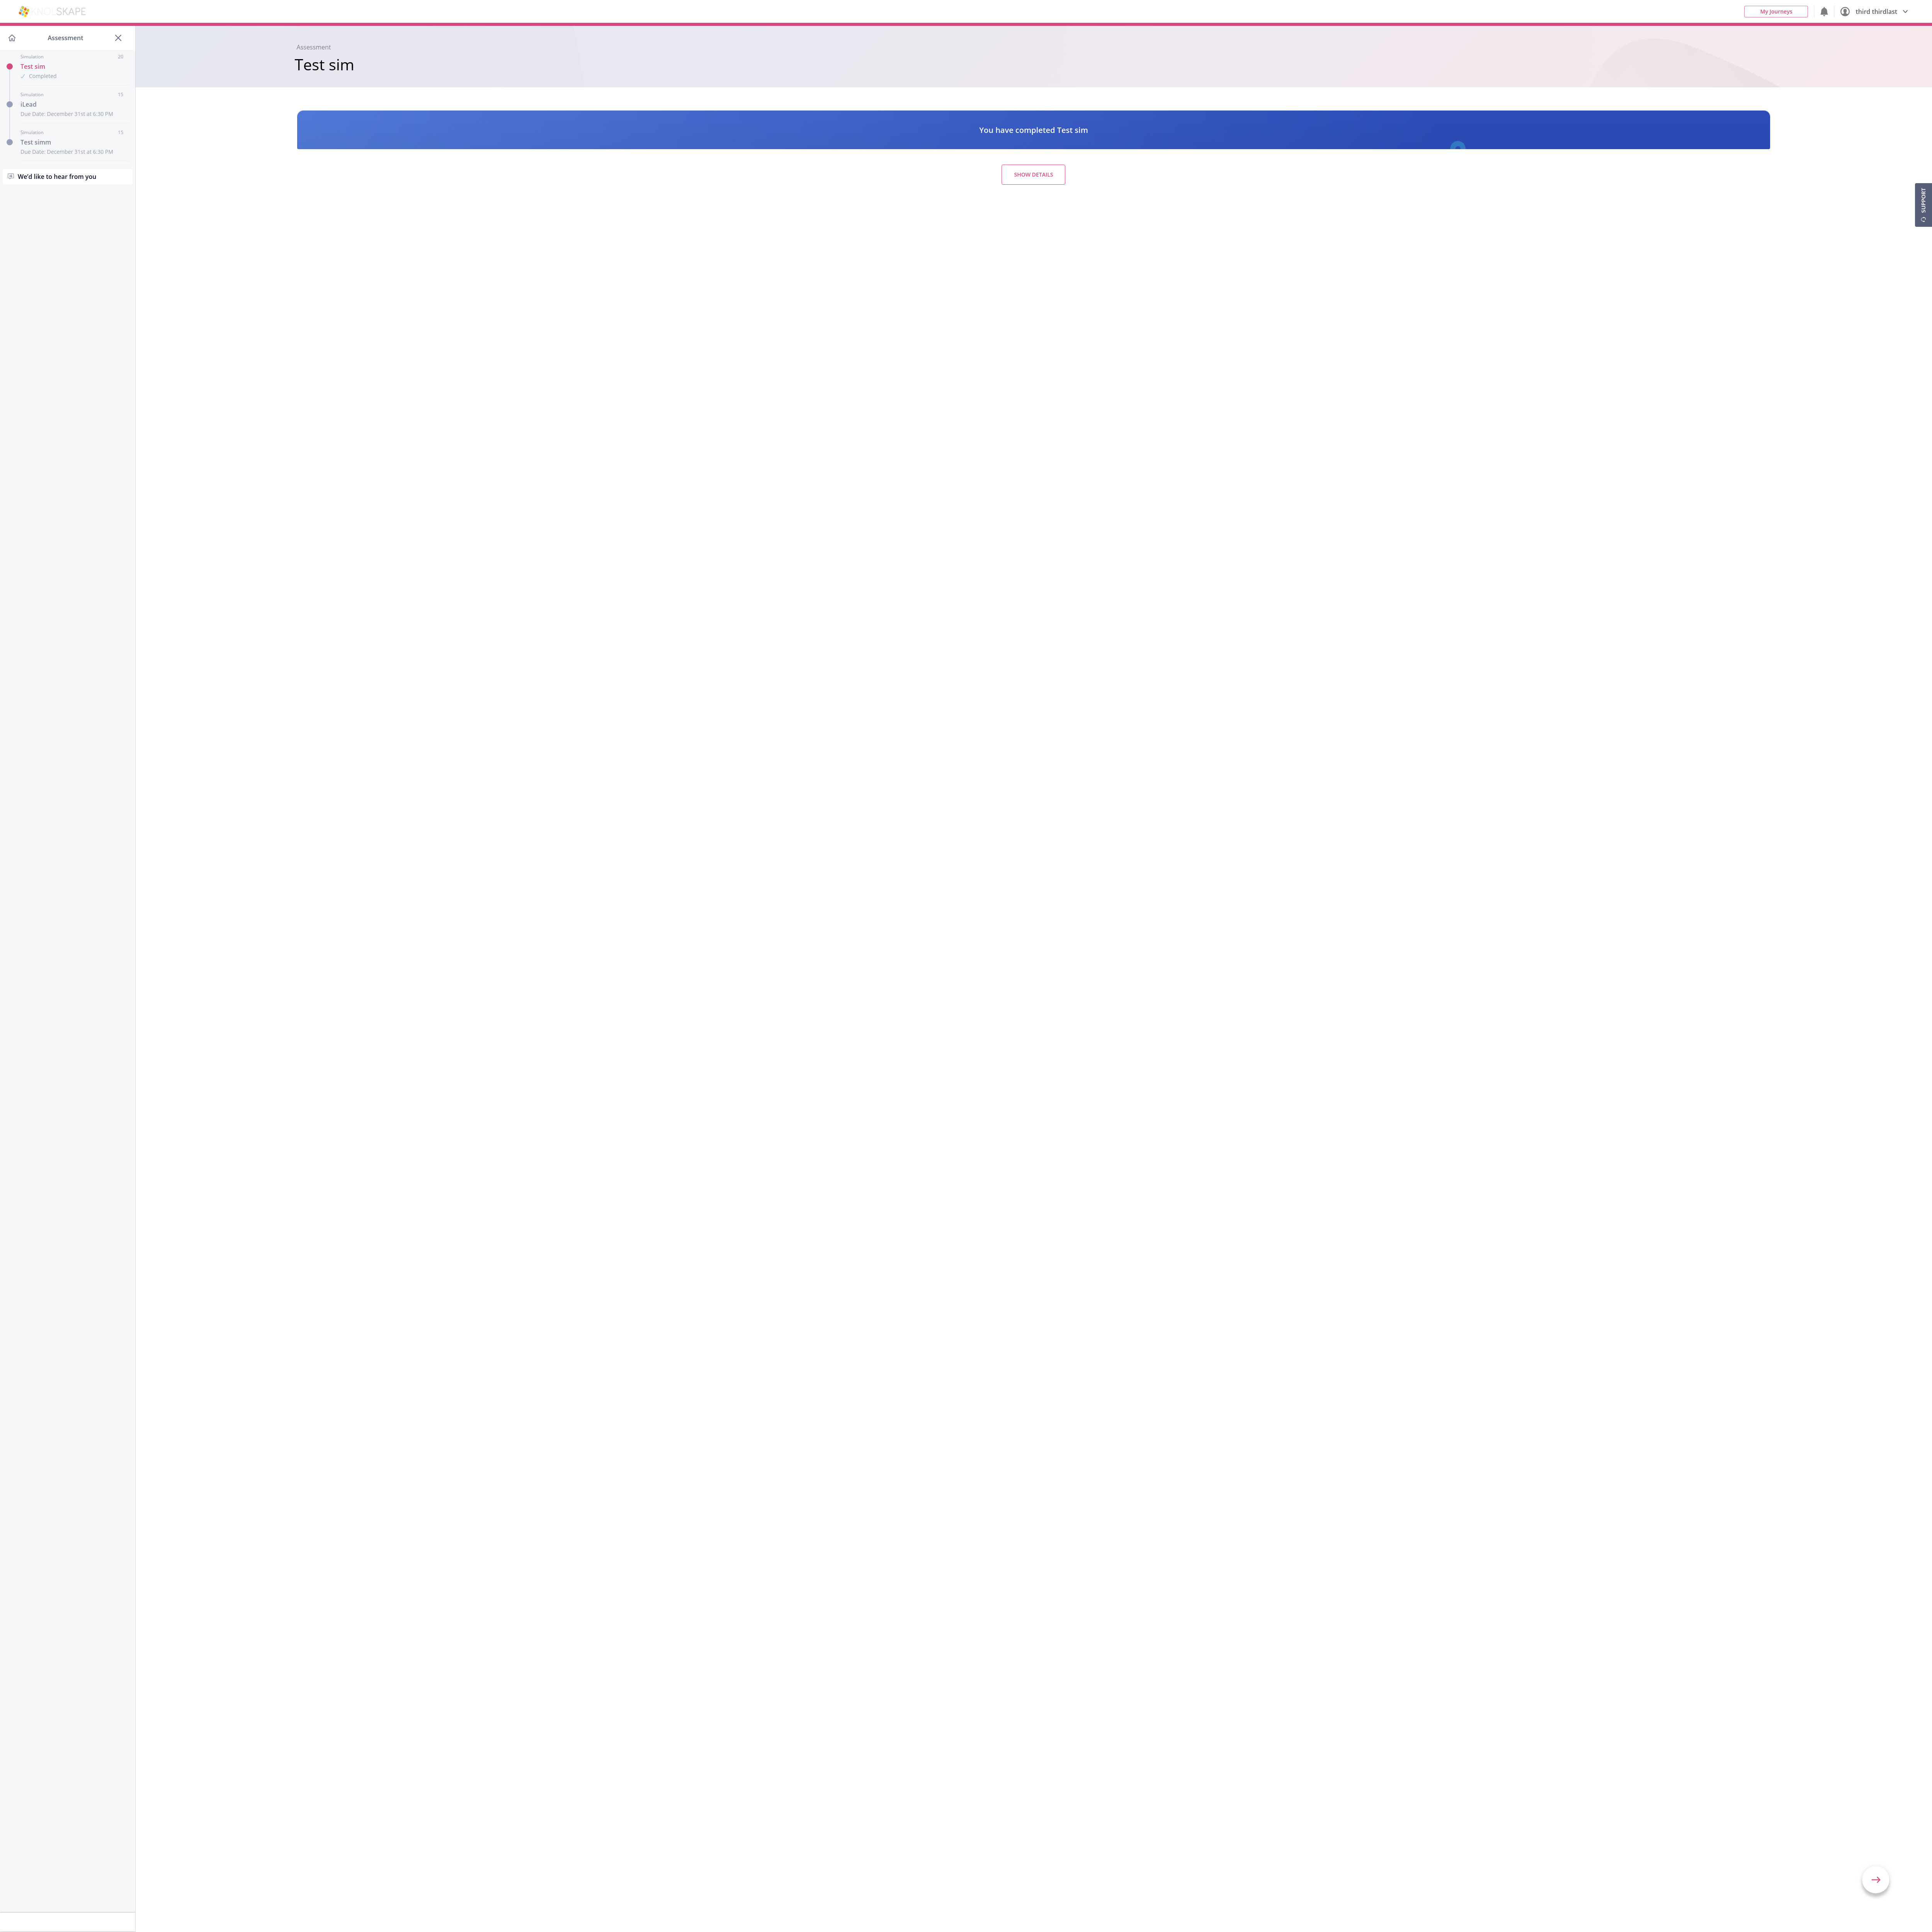 SKAPE
My Journeys
third thirdlast
Assessment
Simulation 20
Test sim
Completed
Simulation 15
iLead
Due Date: December 31st at 6:30 PM
Simulation 15
Test simm
Due Date: December 31st at 6:30 PM
We'd like to hear from you
Assessment
Test sim
You have completed Test sim
SHOW DETAILS
SUPPORT